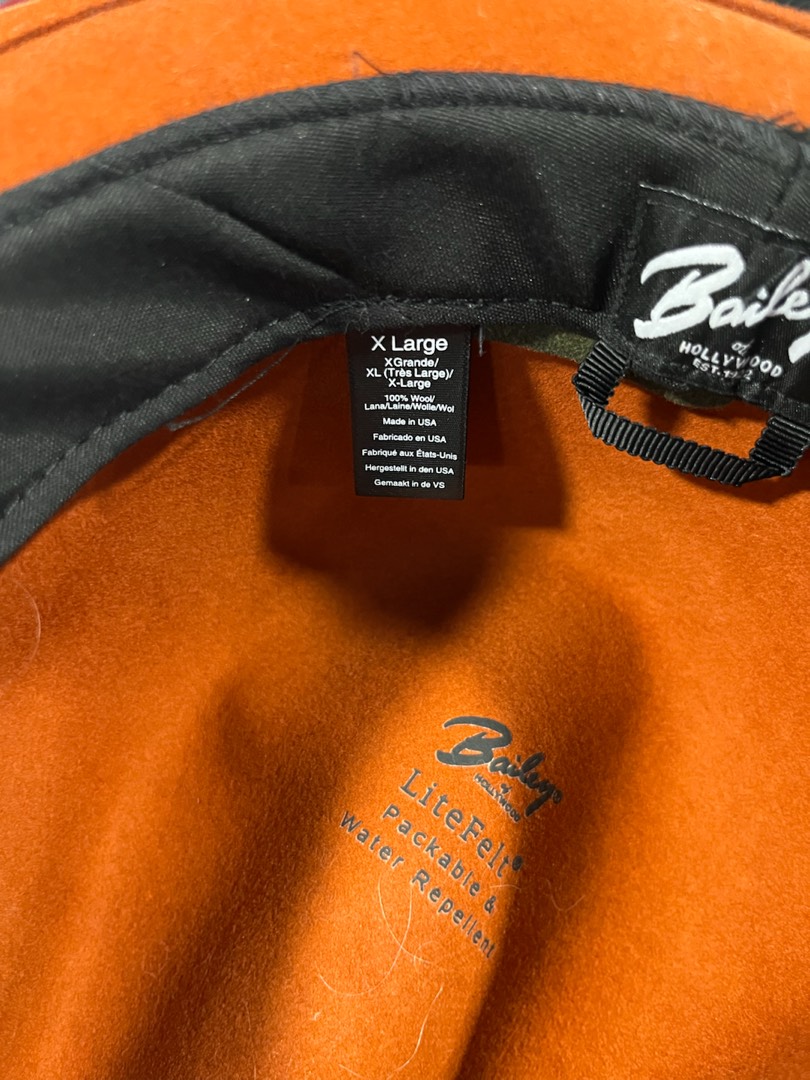 Bailey
of
HOLLYWOOD
X Large
XGrande/
XL (Très Large)/
X-Large
100% Wool/
Lana/Laine/Wolle/Wol
Made in USA
Fabricado en USA
Fabriqué aux États-Unis
Hergestellt in den USA
Gemaakt in de VS
Bailey®
of
HOLLYWOOD
LiteFelt®
Packable &
Water Repellent